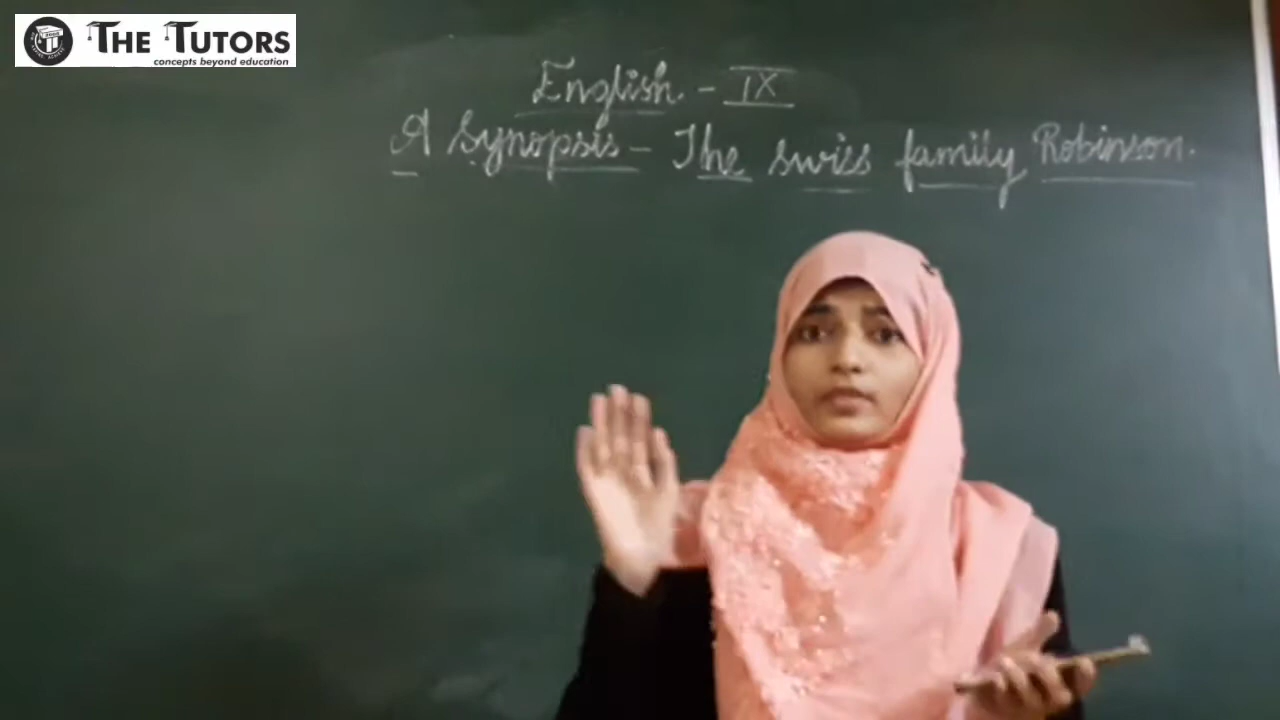 THE TUTORS
concepts beyond education
English - IX
A Synopsis - The swiss family Robinson.